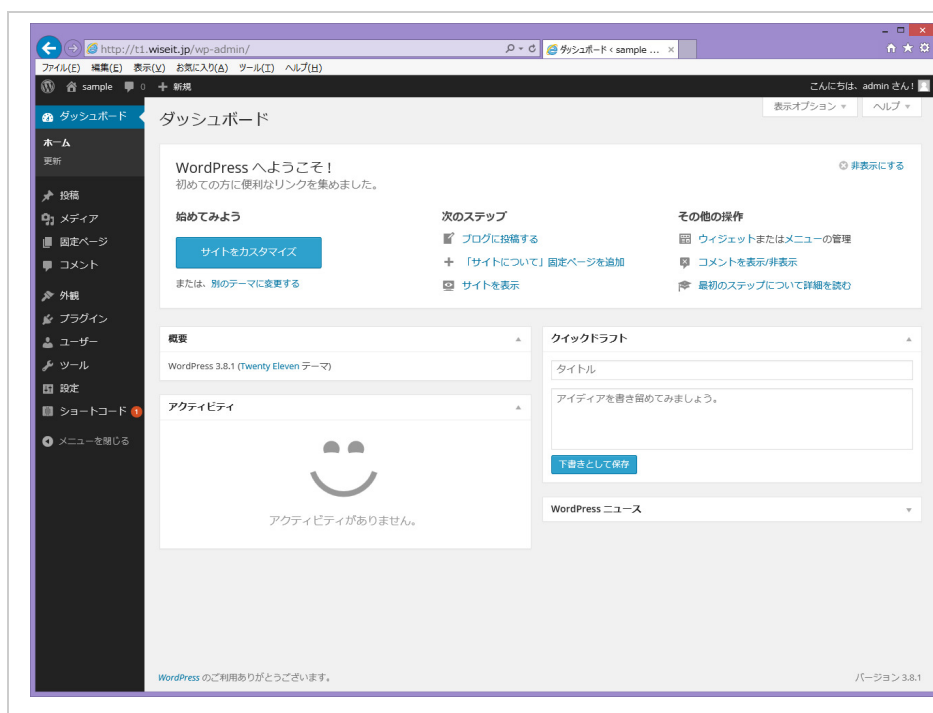 http://t1.wiseit.jp/wp-admin/
ダッシュボード ‹ sample ...
ファイル(E) 編集(E) 表示(V) お気に入り(A) ツール(T) ヘルプ(H)
sample 0 新規 こんにちは、admin さん!
表示オプション ヘルプ
ダッシュボード
ホーム
更新
投稿
メディア
固定ページ
コメント
外観
プラグイン
ユーザー
ツール
設定
ショートコード 1
メニューを閉じる
ダッシュボード
WordPress へようこそ!
初めての方に便利なリンクを集めました。
非表示にする
始めてみよう
サイトをカスタマイズ
または、別のテーマに変更する
次のステップ
ブログに投稿する
「サイトについて」固定ページを追加
サイトを表示
その他の操作
ウィジェットまたはメニューの管理
コメントを表示/非表示
最初のステップについて詳細を読む
概要
WordPress 3.8.1 (Twenty Eleven テーマ)
アクティビティ
アクティビティがありません。
クイックドラフト
タイトル
アイディアを書き留めてみましょう。
下書きとして保存
WordPress ニュース
WordPress のご利用ありがとうございます。
バージョン 3.8.1